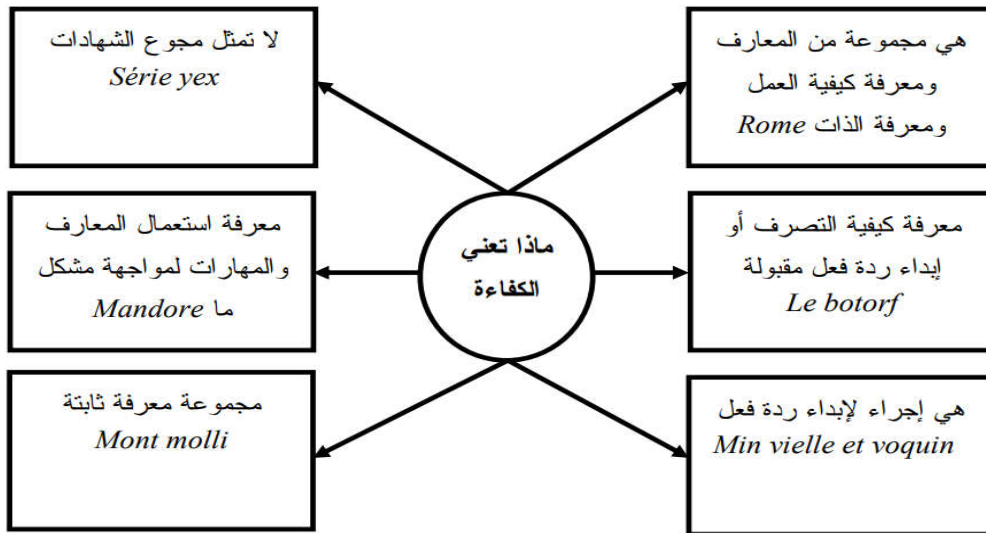 هي مجموعة من المعارف
ومعرفة كيفية العمل
ومعرفة الذات Rome
لا تمثل مجوع الشهادات
Série yex
معرفة كيفية التصرف أو
إبداء ردة فعل مقبولة
Le botorf
ماذا تعني
الكفاءة
معرفة استعمال المعارف
والمهارات لمواجهة مشكل
ما Mandore
هي إجراء لإبداء ردة فعل
Min vielle et voquin
مجموعة معرفة ثابتة
Mont molli